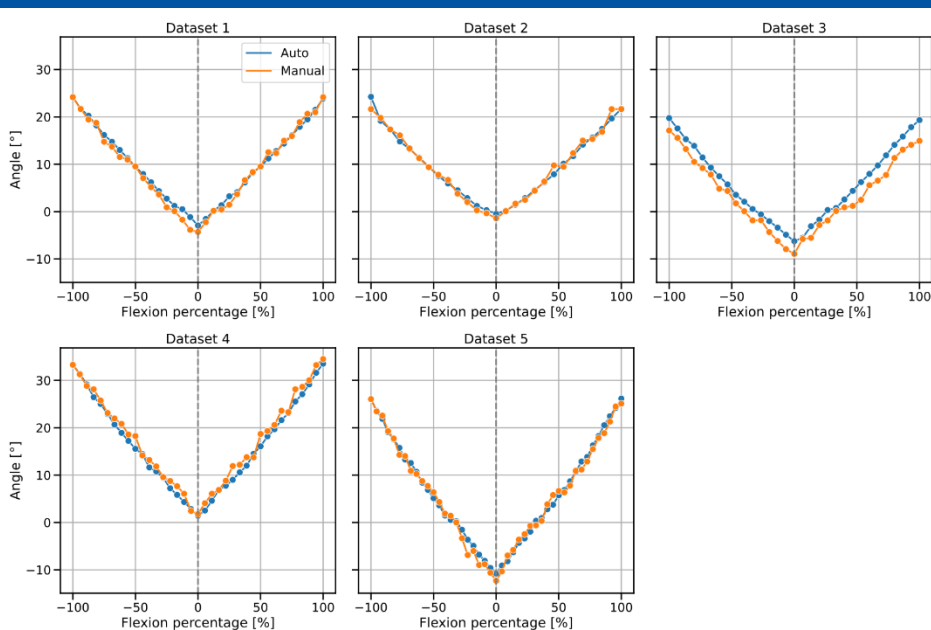 Dataset 1
Dataset 2
Dataset 3
Auto
Manual
Angle [°]
30
20
10
0
−10
−100 −50 0 50 100
−100 −50 0 50 100
−100 −50 0 50 100
Flexion percentage [%]
Flexion percentage [%]
Flexion percentage [%]
Dataset 4
Dataset 5
Angle [°]
30
20
10
0
−10
−100 −50 0 50 100
−100 −50 0 50 100
Flexion percentage [%]
Flexion percentage [%]